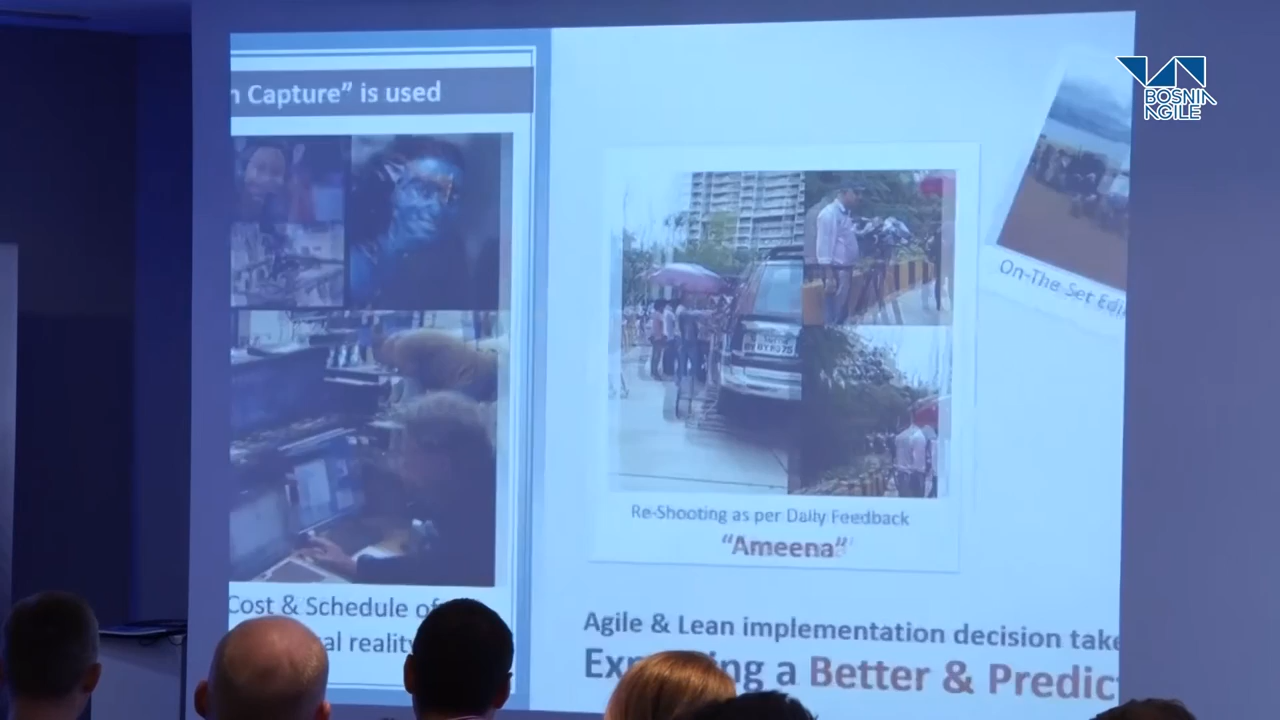 n Capture” is used
Cost & Schedule of
al reality
Re-Shooting as per Daily Feedback
“Ameena”
On-The Set Edi
Agile & Lean implementation decision take
a Better & Predic
BOSNIA
AGILE